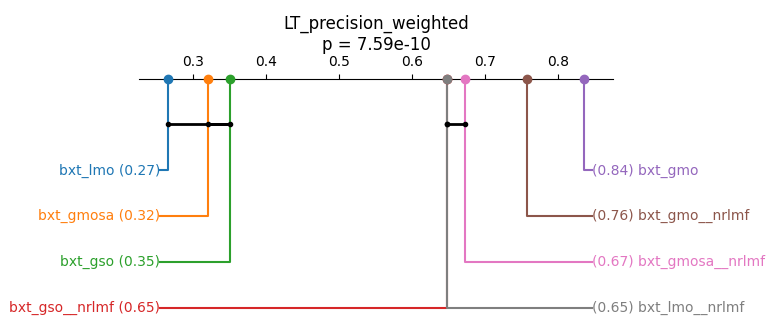 LT_precision_weighted
p = 7.59e-10
0.3 0.4 0.5 0.6 0.7 0.8
bxt_lmo (0.27) (0.84) bxt_gmo
bxt_gmosa (0.32) (0.76) bxt_gmo__nrlmf
bxt_gso (0.35) (0.67) bxt_gmosa__nrlmf
bxt_gso__nrlmf (0.65) (0.65) bxt_lmo__nrlmf